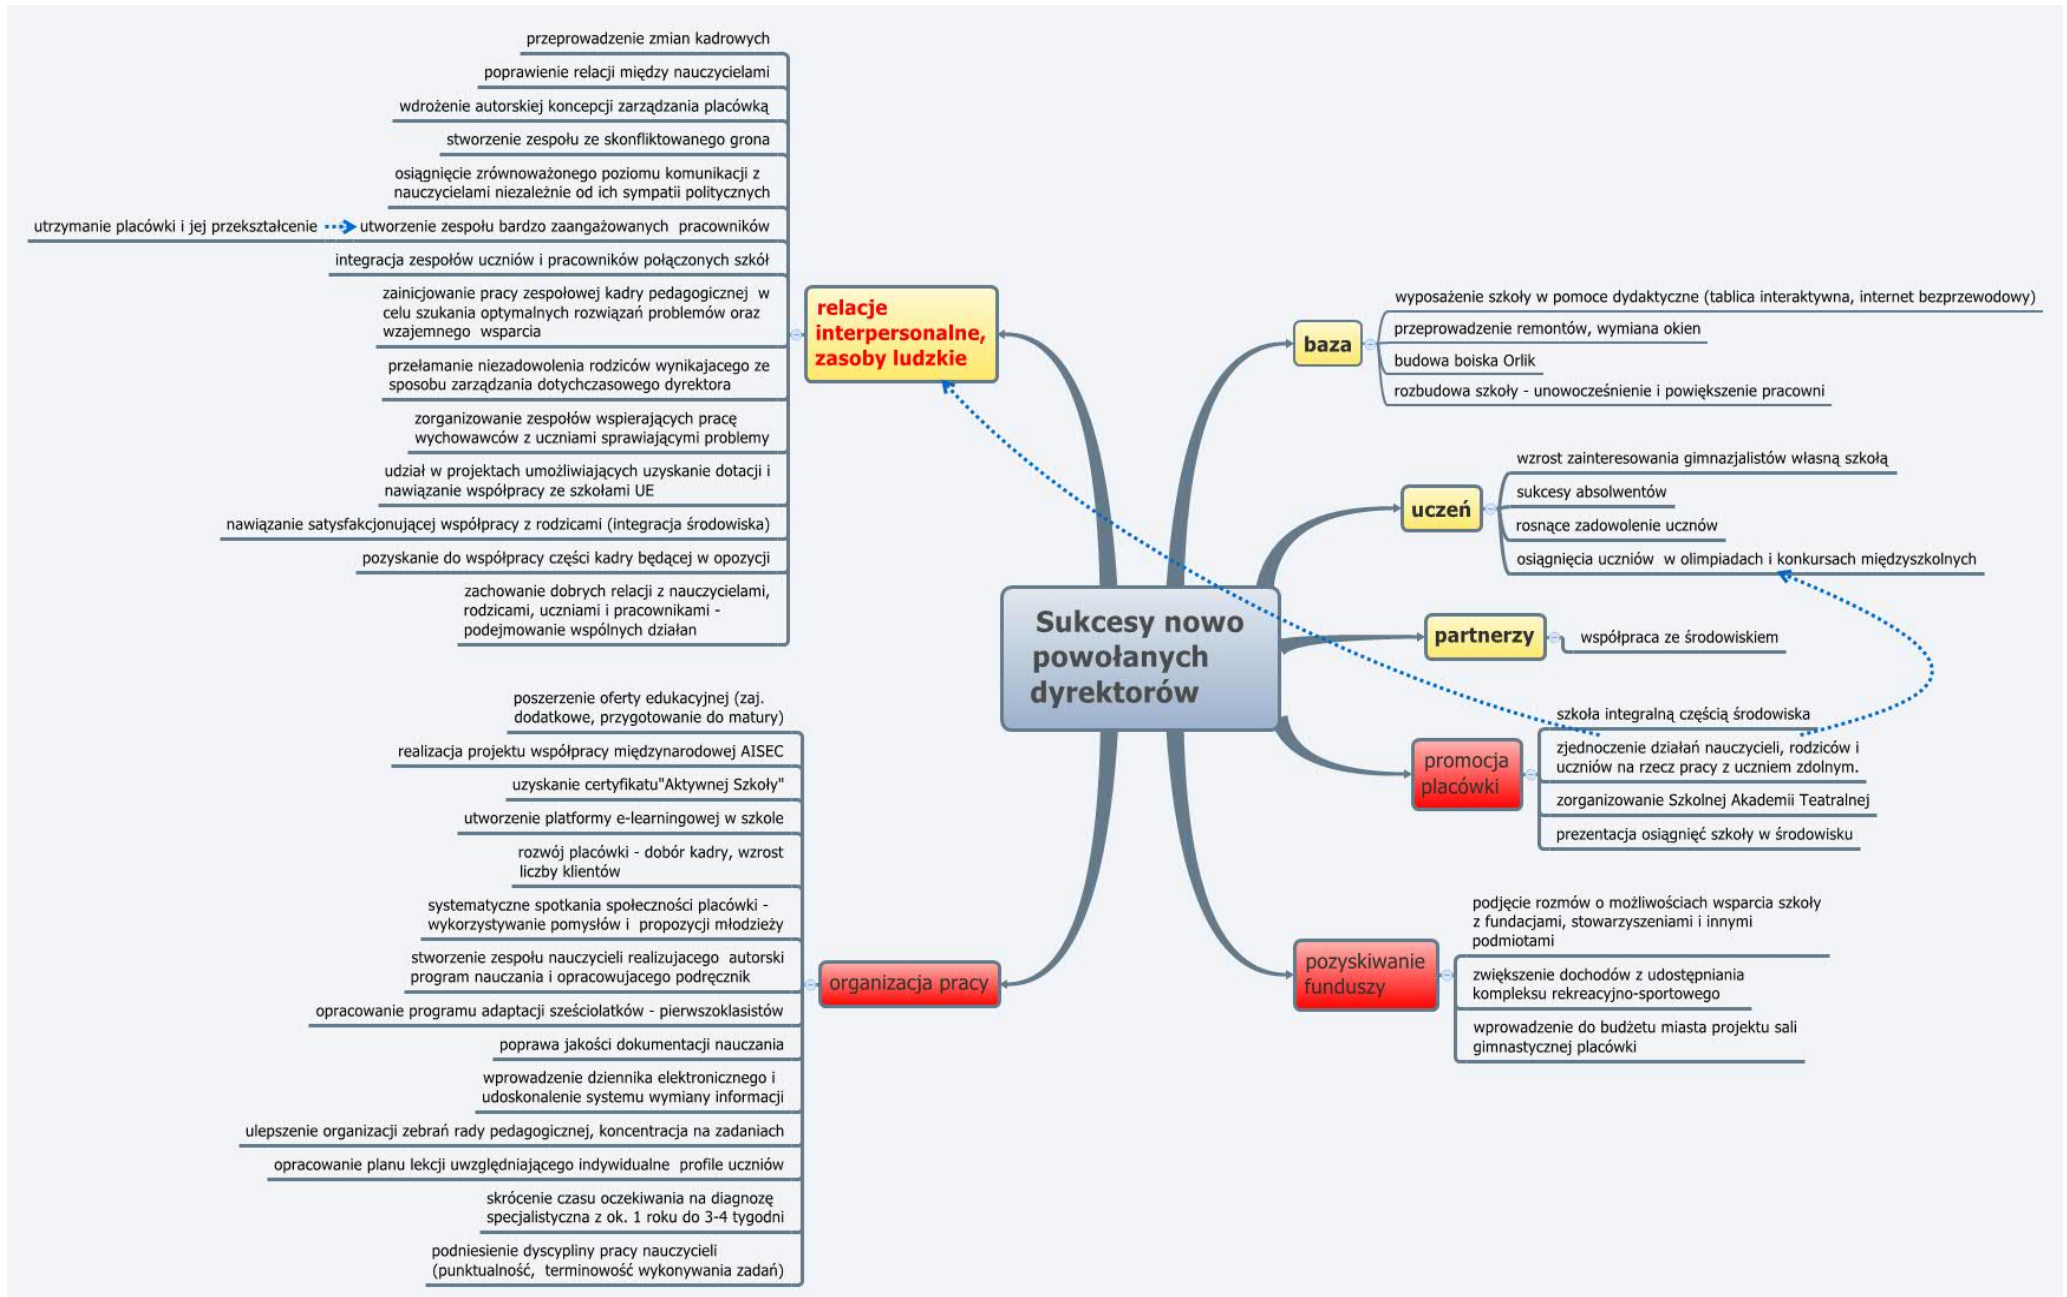 przeprowadzenie zmian kadrowych
poprawienie relacji między nauczycielami
wdrożenie autorskiej koncepcji zarządzania placówką
stworzenie zespołu ze skonfliktowanego grona
osiągnięcie zrównoważonego poziomu komunikacji z
nauczycielami niezależnie od ich sympatii politycznych
utrzymanie placówki i jej przekształcenie
utworzenie zespołu bardzo zaangażowanych pracowników
integracja zespołów uczniów i pracowników połączonych szkół
zainicjowanie pracy zespołowej kadry pedagogicznej w
celu szukania optymalnych rozwiązań problemów oraz
wzajemnego wsparcia
przełamanie niezadowolenia rodziców wynikajacego ze
sposobu zarządzania dotychczasowego dyrektora
zorganizowanie zespołów wspierających pracę
wychowawców z uczniami sprawiającymi problemy
udział w projektach umożliwiających uzyskanie dotacji i
nawiązanie współpracy ze szkołami UE
nawiązanie satysfakcjonującej współpracy z rodzicami (integracja środowiska)
pozyskanie do współpracy części kadry będącej w opozycji
zachowanie dobrych relacji z nauczycielami,
rodzicami, uczniami i pracownikami -
podejmowanie wspólnych działan
relacje
interpersonalne,
zasoby ludzkie
poszerzenie oferty edukacyjnej (zaj.
dodatkowe, przygotowanie do matury)
realizacja projektu współpracy międzynarodowej AISEC
uzyskanie certyfikatu"Aktywnej Szkoły"
utworzenie platformy e-learningowej w szkole
rozwój placówki - dobór kadry, wzrost
liczby klientów
systematyczne spotkania społeczności placówki -
wykorzystywanie pomysłów i propozycji młodzieży
stworzenie zespołu nauczycieli realizujacego autorski
program nauczania i opracowujacego podręcznik
opracowanie programu adaptacji sześciolatków - pierwszoklasistów
poprawa jakości dokumentacji nauczania
wprowadzenie dziennika elektronicznego i
udoskonalenie systemu wymiany informacji
ulepszenie organizacji zebrań rady pedagogicznej, koncentracja na zadaniach
opracowanie planu lekcji uwzględniającego indywidualne profile uczniów
skrócenie czasu oczekiwania na diagnozę
specjalistyczna z ok. 1 roku do 3-4 tygodni
podniesienie dyscypliny pracy nauczycieli
(punktualność, terminowość wykonywania zadań)
organizacja pracy
Sukcesy nowo
powołanych
dyrektorów
baza
wyposażenie szkoły w pomoce dydaktyczne (tablica interaktywna, internet bezprzewodowy)
przeprowadzenie remontów, wymiana okien
budowa boiska Orlik
rozbudowa szkoły - unowocześnienie i powiększenie pracowni
uczeń
wzrost zainteresowania gimnazjalistów własną szkołą
sukcesy absolwentów
rosnące zadowolenie ucznów
osiągnięcia uczniów w olimpiadach i konkursach międzyszkolnych
partnerzy
współpraca ze środowiskiem
promocja
placówki
szkoła integralną częścią środowiska
zjednoczenie działań nauczycieli, rodziców i
uczniów na rzecz pracy z uczniem zdolnym.
zorganizowanie Szkolnej Akademii Teatralnej
prezentacja osiągnięć szkoły w środowisku
pozyskiwanie
funduszy
podjęcie rozmów o możliwościach wsparcia szkoły
z fundacjami, stowarzyszeniami i innymi
podmiotami
zwiększenie dochodów z udostępniania
kompleksu rekreacyjno-sportowego
wprowadzenie do budżetu miasta projektu sali
gimnastycznej placówki